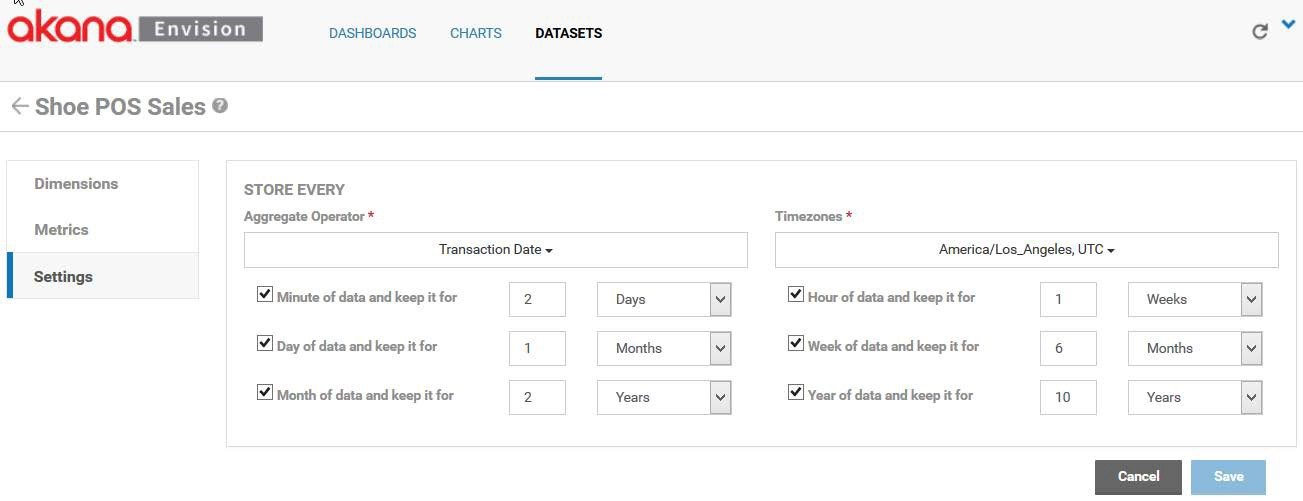 akana Envision
DASHBOARDS CHARTS DATASETS
Shoe POS Sales ?
Dimensions
Metrics
Settings
STORE EVERY
Aggregate Operator *
Transaction Date
Timezones *
America/Los_Angeles, UTC
Minute of data and keep it for 2 Days
Hour of data and keep it for 1 Weeks
Day of data and keep it for 1 Months
Week of data and keep it for 6 Months
Month of data and keep it for 2 Years
Year of data and keep it for 10 Years
Cancel Save